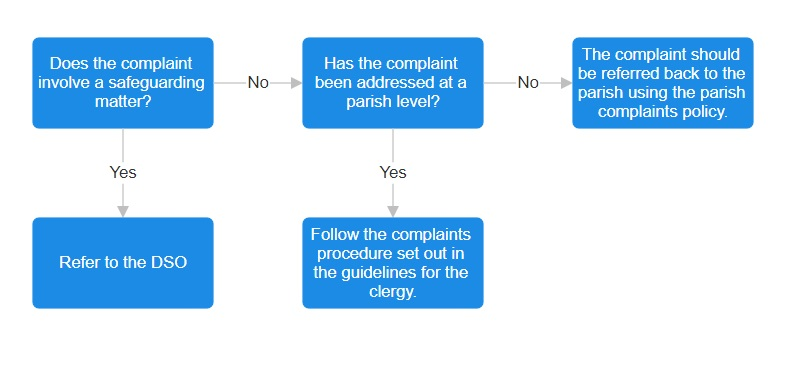 Does the complaint
involve a safeguarding
matter?
No
Has the complaint
been addressed at a
parish level?
No
The complaint should
be referred back to the
parish using the parish
complaints policy.
Yes
Yes
Refer to the DSO
Follow the complaints
procedure set out in
the guidelines for the
clergy.